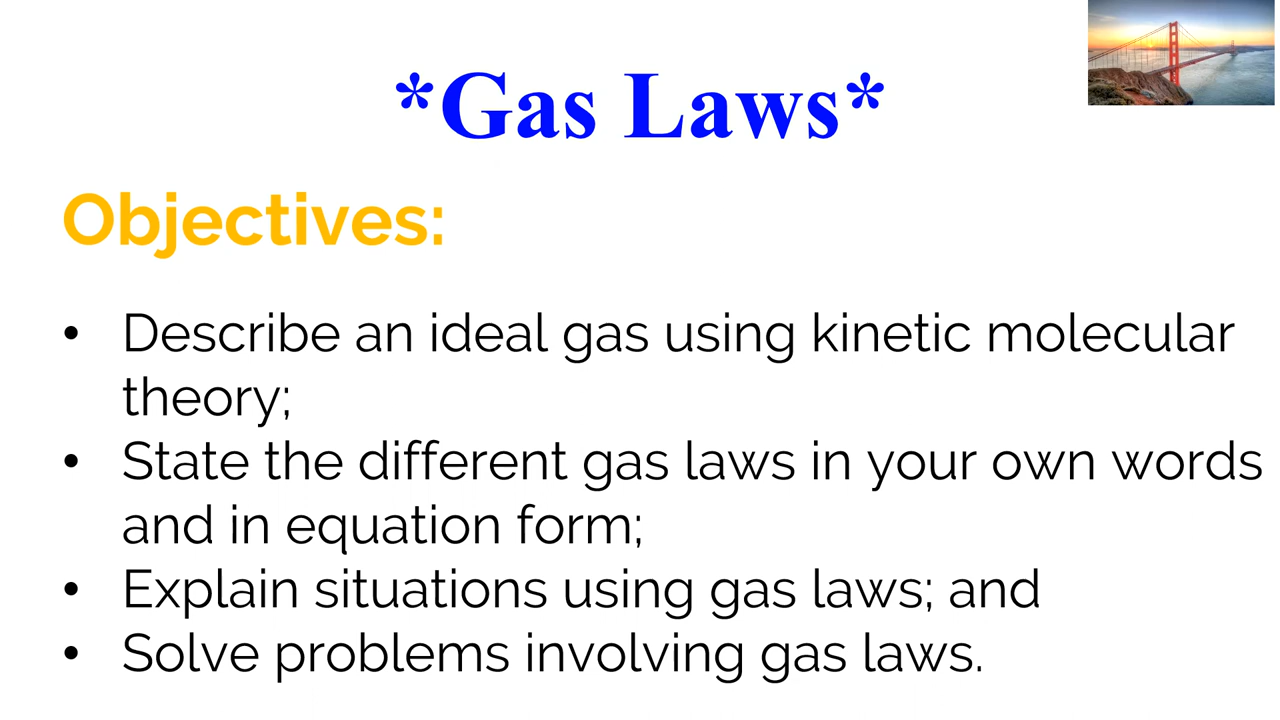 *Gas Laws*
Objectives:
• Describe an ideal gas using kinetic molecular
theory;
• State the different gas laws in your own words
and in equation form;
• Explain situations using gas laws; and
• Solve problems involving gas laws.